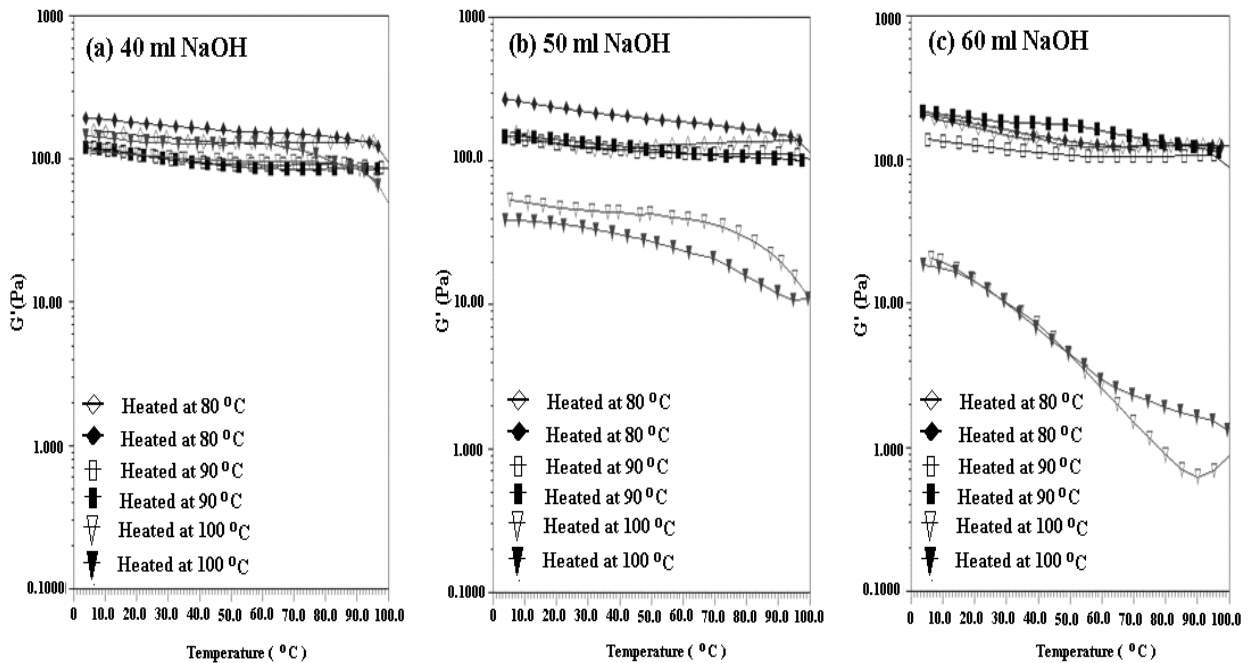 (a) 40 ml NaOH
1000
100.0
10.00
1.000
0.1000
G' (Pa)
Heated at 80 ⁰C
Heated at 80 ⁰C
Heated at 90 ⁰C
Heated at 90 ⁰C
Heated at 100 ⁰C
Heated at 100 ⁰C
0 10.0 20.0 30.0 40.0 50.0 60.0 70.0 80.0 90.0 100.0
Temperature ( ⁰C )
(b) 50 ml NaOH
1000
100.0
10.00
1.000
0.1000
G' (Pa)
Heated at 80 ⁰C
Heated at 80 ⁰C
Heated at 90 ⁰C
Heated at 90 ⁰C
Heated at 100 ⁰C
Heated at 100 ⁰C
0 10.0 20.0 30.0 40.0 50.0 60.0 70.0 80.0 90.0 100.0
Temperature ( ⁰C )
(c) 60 ml NaOH
1000
100.0
10.00
1.000
0.1000
G' (Pa)
Heated at 80 ⁰C
Heated at 80 ⁰C
Heated at 90 ⁰C
Heated at 90 ⁰C
Heated at 100 ⁰C
Heated at 100 ⁰C
0 10.0 20.0 30.0 40.0 50.0 60.0 70.0 80.0 90.0 100.0
Temperature ( ⁰C )